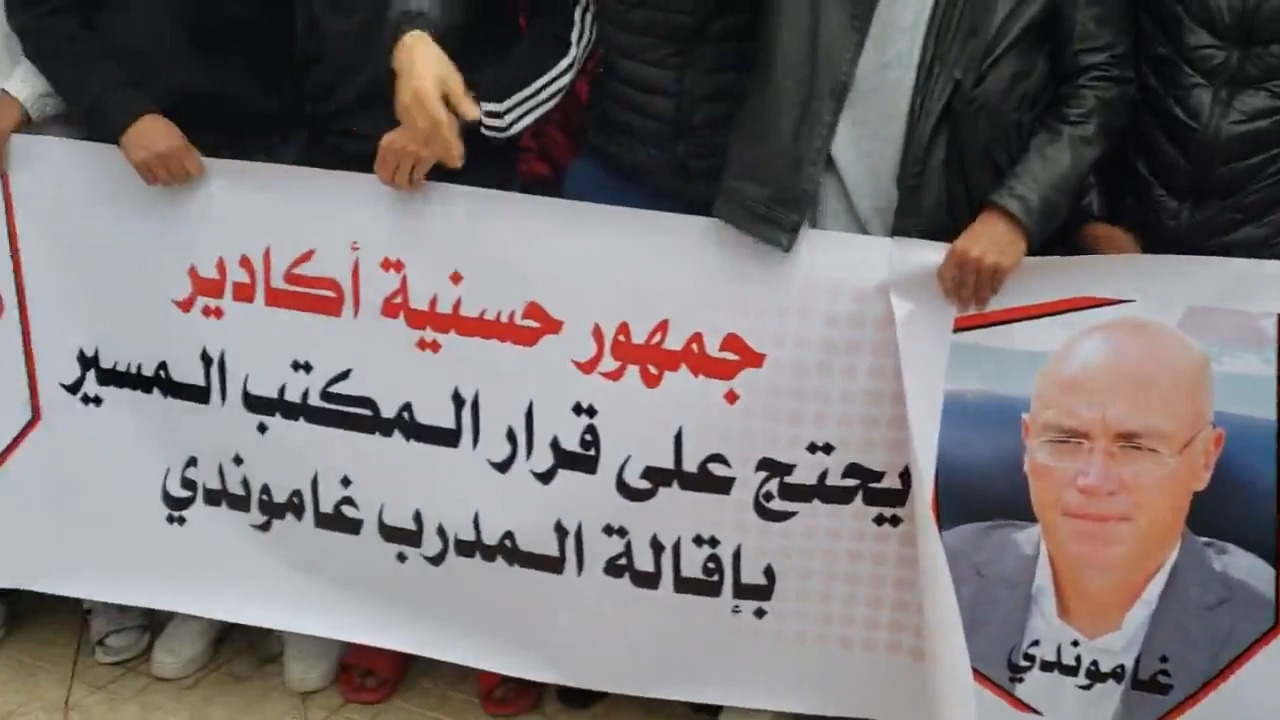 جمهور حسنية أكادير
يحتج على قرار المكتب المسير
بإقالة المدرب غاموندي
غاموندي